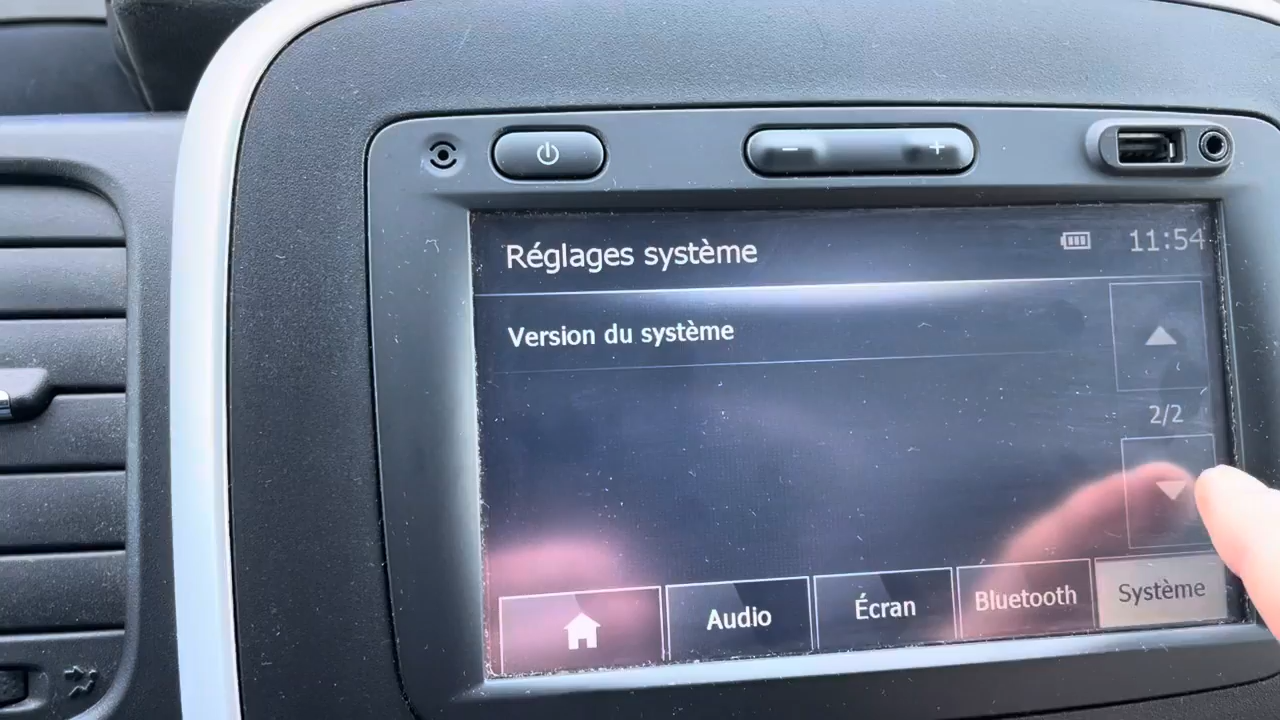 Réglages système
11:54
Version du système
2/2
Audio
Écran
Bluetooth
Système